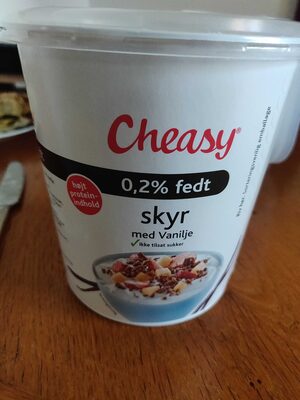 Cheasy®
0,2% fedt
højt
protein-
indhold
skyr
med Vanilje
✓ikke tilsat sukker